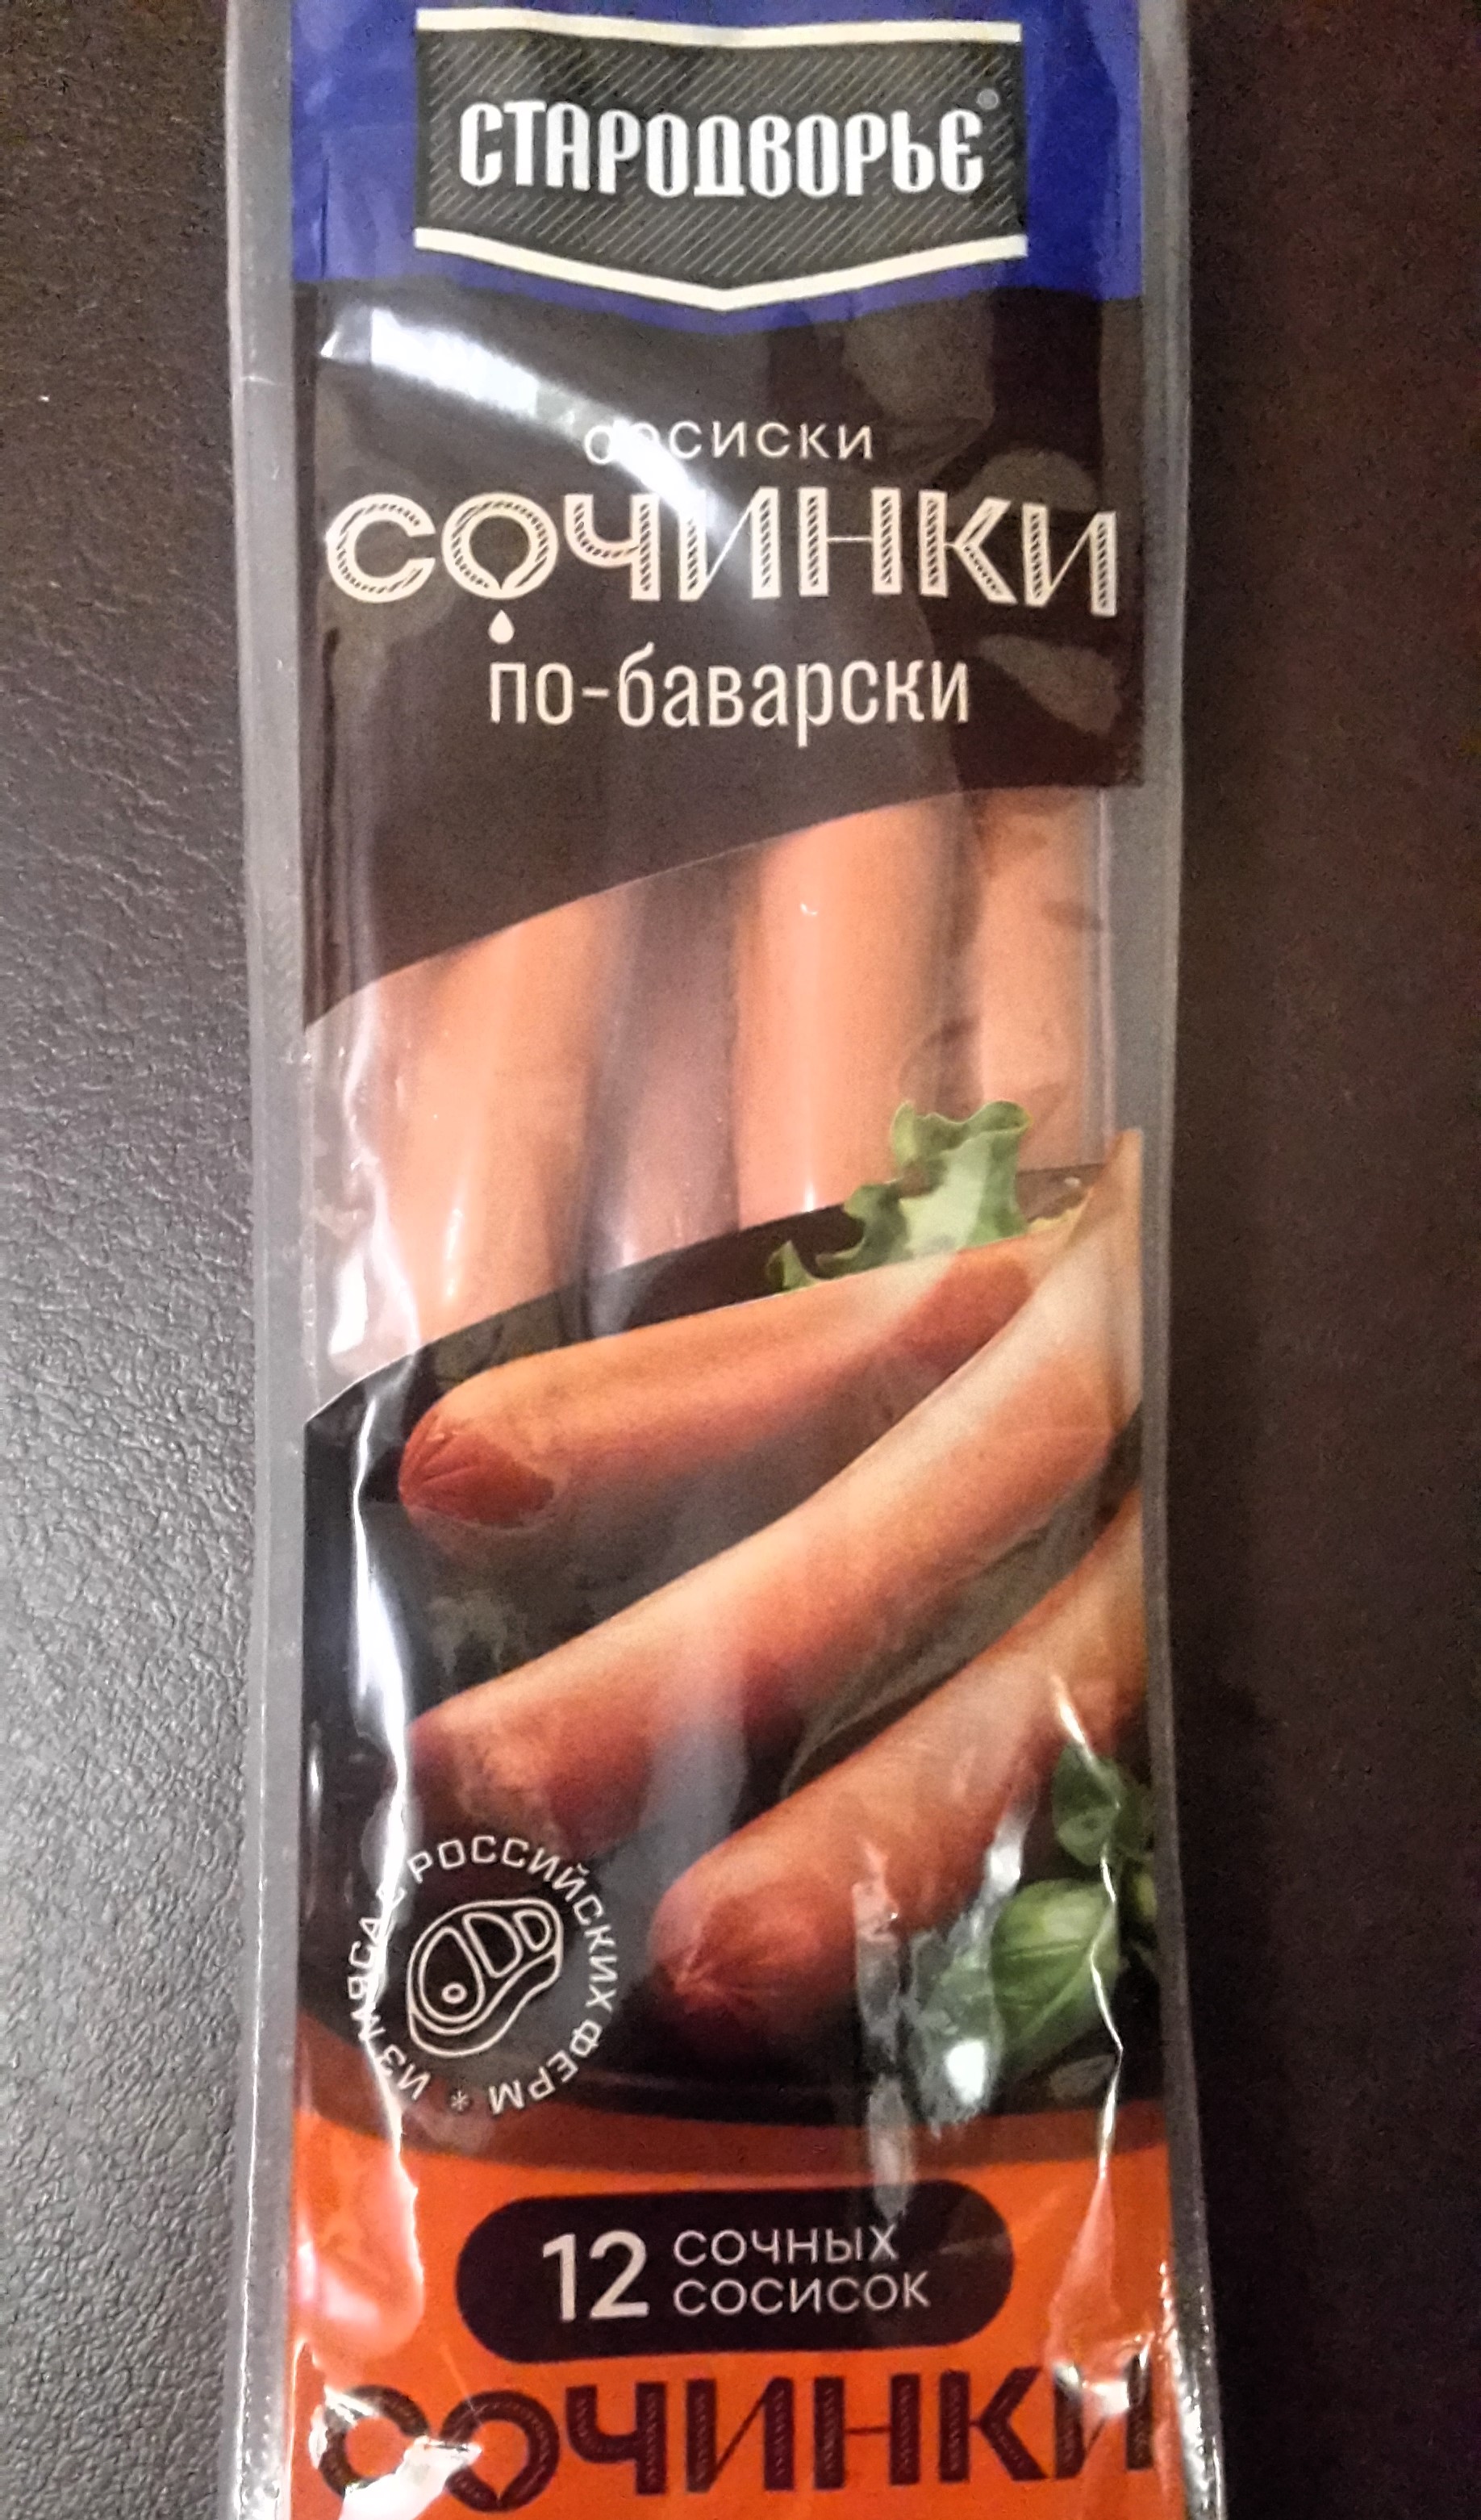 СТАРОДВОРЬЕ®
сосиски
СОЧИНКИ
по-баварски
ИЗ МЯСА С РОССИЙСКИХ ФЕРМ *
12 СОЧНЫХ
СОСИСОК
СОЧИНКИ